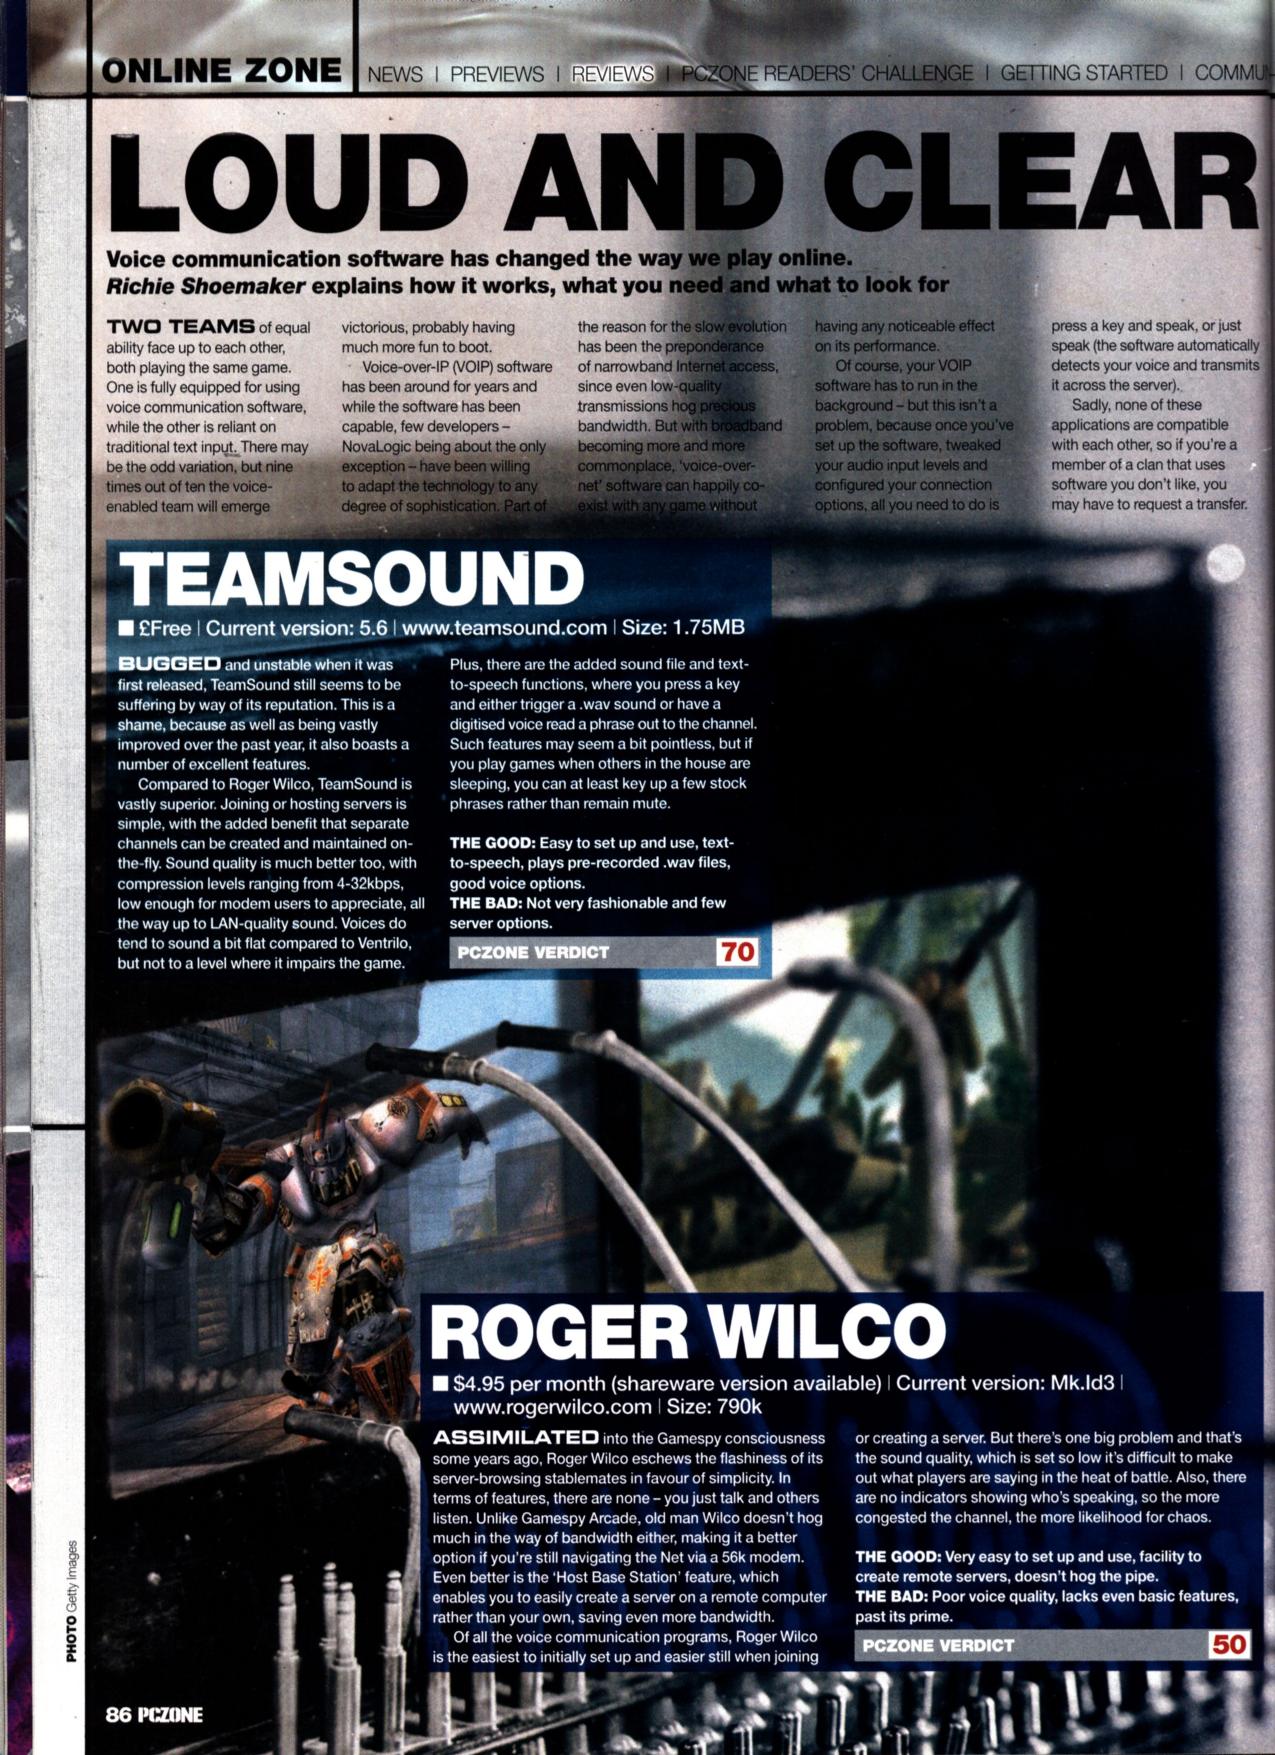 ONLINE ZONE
NEWS | PREVIEWS | REVIEWS | PCZONE READERS' CHALLENGE | GETTING STARTED | COMMU
LOUD AND CLEAR
Voice communication software has changed the way we play online.
Richie Shoemaker explains how it works, what you need and what to look for
TWO TEAMS of equal
ability face up to each other,
both playing the same game.
One is fully equipped for using
voice communication software,
while the other is reliant on
traditional text input. There may
be the odd variation, but nine
times out of ten the voice-
enabled team will emerge
victorious, probably having
much more fun to boot.
Voice-over-IP (VOIP) software
has been around for years and
while the software has been
capable, few developers –
NovaLogic being about the only
exception – have been willing
to adapt the technology to any
degree of sophistication. Part of
the reason for the slow evolution
has been the preponderance
of narrowband Internet access,
since even low-quality
transmissions hog precious
bandwidth. But with broadband
becoming more and more
commonplace, 'voice-over-
net' software can happily co-
exist with any game without
having any noticeable effect
on its performance.
Of course, your VOIP
software has to run in the
background – but this isn't a
problem, because once you've
set up the software, tweaked
your audio input levels and
configured your connection
options, all you need to do is
press a key and speak, or just
speak (the software automatically
detects your voice and transmits
it across the server).
Sadly, none of these
applications are compatible
with each other, so if you're a
member of a clan that uses
software you don't like, you
may have to request a transfer.
TEAMSOUND
■ £Free | Current version: 5.6 | www.teamsound.com | Size: 1.75MB
BUGGED and unstable when it was
first released, TeamSound still seems to be
suffering by way of its reputation. This is a
shame, because as well as being vastly
improved over the past year, it also boasts a
number of excellent features.
Compared to Roger Wilco, TeamSound is
vastly superior. Joining or hosting servers is
simple, with the added benefit that separate
channels can be created and maintained on-
the-fly. Sound quality is much better too, with
compression levels ranging from 4-32kbps,
low enough for modem users to appreciate, all
the way up to LAN-quality sound. Voices do
tend to sound a bit flat compared to Ventrilo,
but not to a level where it impairs the game.
Plus, there are the added sound file and text-
to-speech functions, where you press a key
and either trigger a .wav sound or have a
digitised voice read a phrase out to the channel.
Such features may seem a bit pointless, but if
you play games when others in the house are
sleeping, you can at least key up a few stock
phrases rather than remain mute.
THE GOOD: Easy to set up and use, text-
to-speech, plays pre-recorded .wav files,
good voice options.
THE BAD: Not very fashionable and few
server options.
PCZONE VERDICT 70
ROGER WILCO
■ $4.95 per month (shareware version available) | Current version: Mk.Id3 |
www.rogerwilco.com | Size: 790k
ASSIMILATED into the Gamespy consciousness
some years ago, Roger Wilco eschews the flashiness of its
server-browsing stablemates in favour of simplicity. In
terms of features, there are none – you just talk and others
listen. Unlike Gamespy Arcade, old man Wilco doesn't hog
much in the way of bandwidth either, making it a better
option if you're still navigating the Net via a 56k modem.
Even better is the 'Host Base Station' feature, which
enables you to easily create a server on a remote computer
rather than your own, saving even more bandwidth.
Of all the voice communication programs, Roger Wilco
is the easiest to initially set up and easier still when joining
or creating a server. But there's one big problem and that's
the sound quality, which is set so low it's difficult to make
out what players are saying in the heat of battle. Also, there
are no indicators showing who's speaking, so the more
congested the channel, the more likelihood for chaos.
THE GOOD: Very easy to set up and use, facility to
create remote servers, doesn't hog the pipe.
THE BAD: Poor voice quality, lacks even basic features,
past its prime.
PCZONE VERDICT 50
PHOTO Getty Images
86 PCZONE